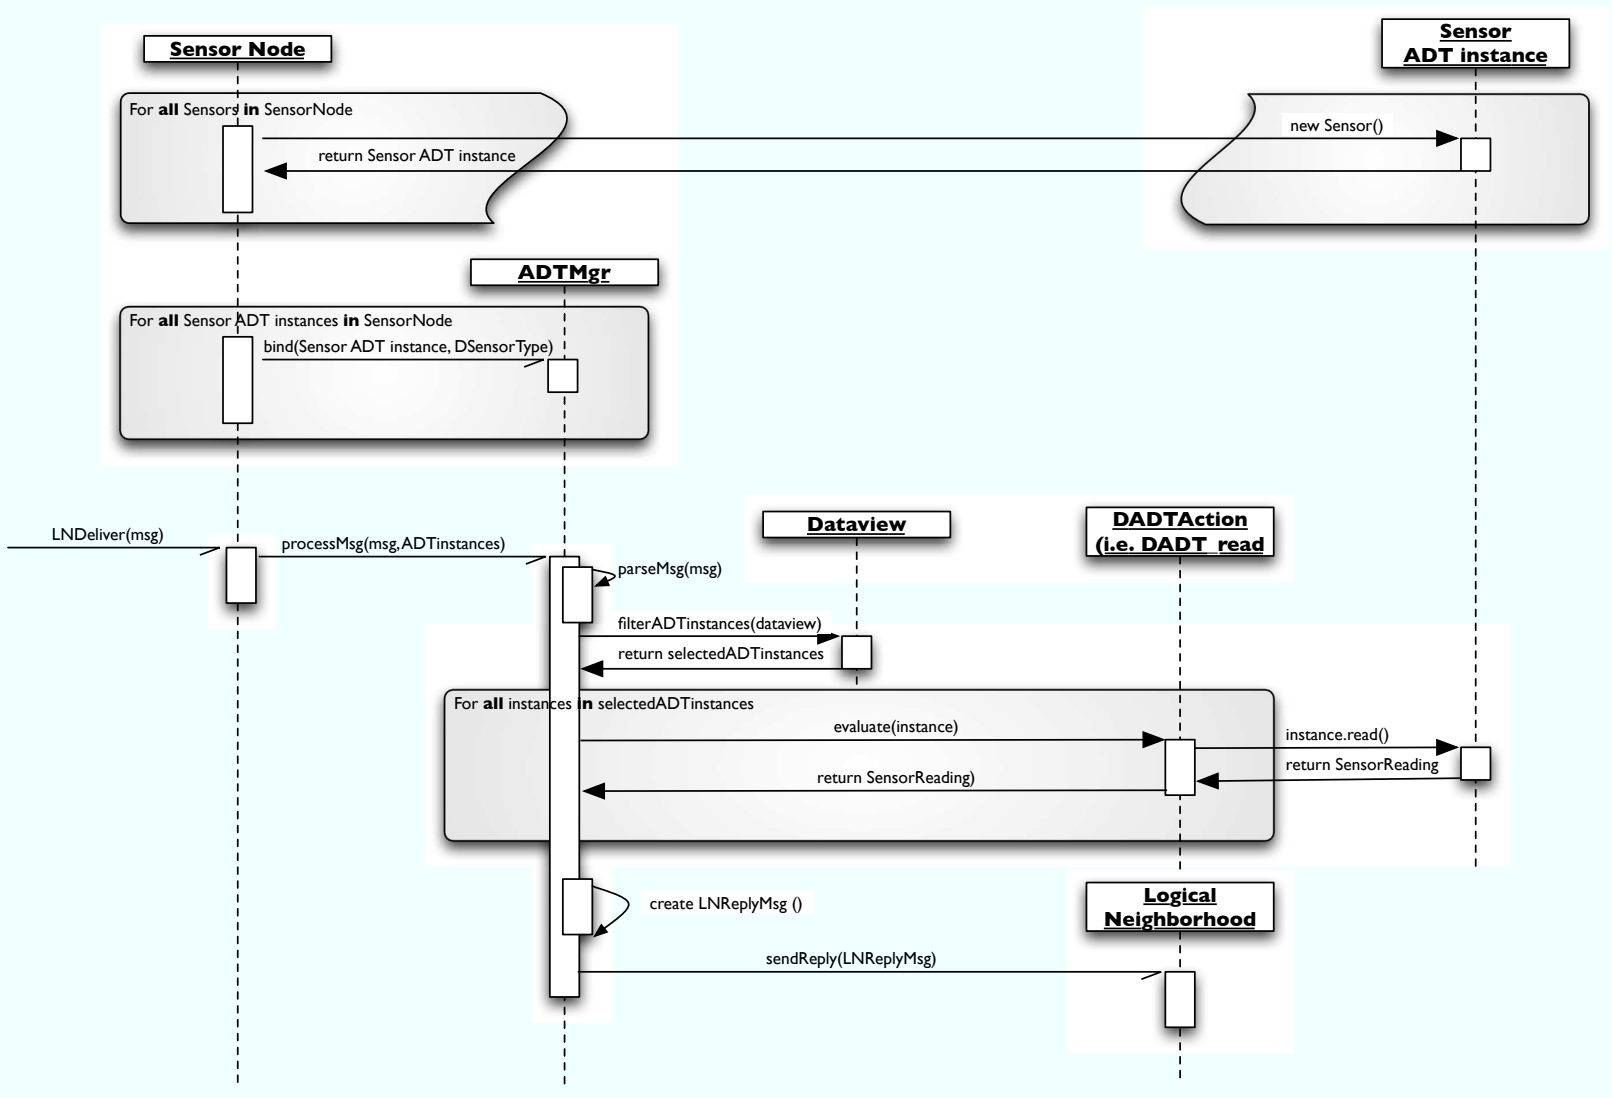 Sensor Node
Sensor
ADT instance
For all Sensors in SensorNode
new Sensor()
return Sensor ADT instance
ADTMgr
For all Sensor ADT instances in SensorNode
bind(Sensor ADT instance, DSensorType)
Dataview
DADTAction
(i.e. DADT_read
LNDeliver(msg)
processMsg(msg,ADTinstances)
parseMsg(msg)
filterADTinstances(dataview)
return selectedADTinstances
For all instances in selectedADTinstances
evaluate(instance)
instance.read()
return SensorReading
return SensorReading)
Logical
Neighborhood
create LNReplyMsg ()
sendReply(LNReplyMsg)